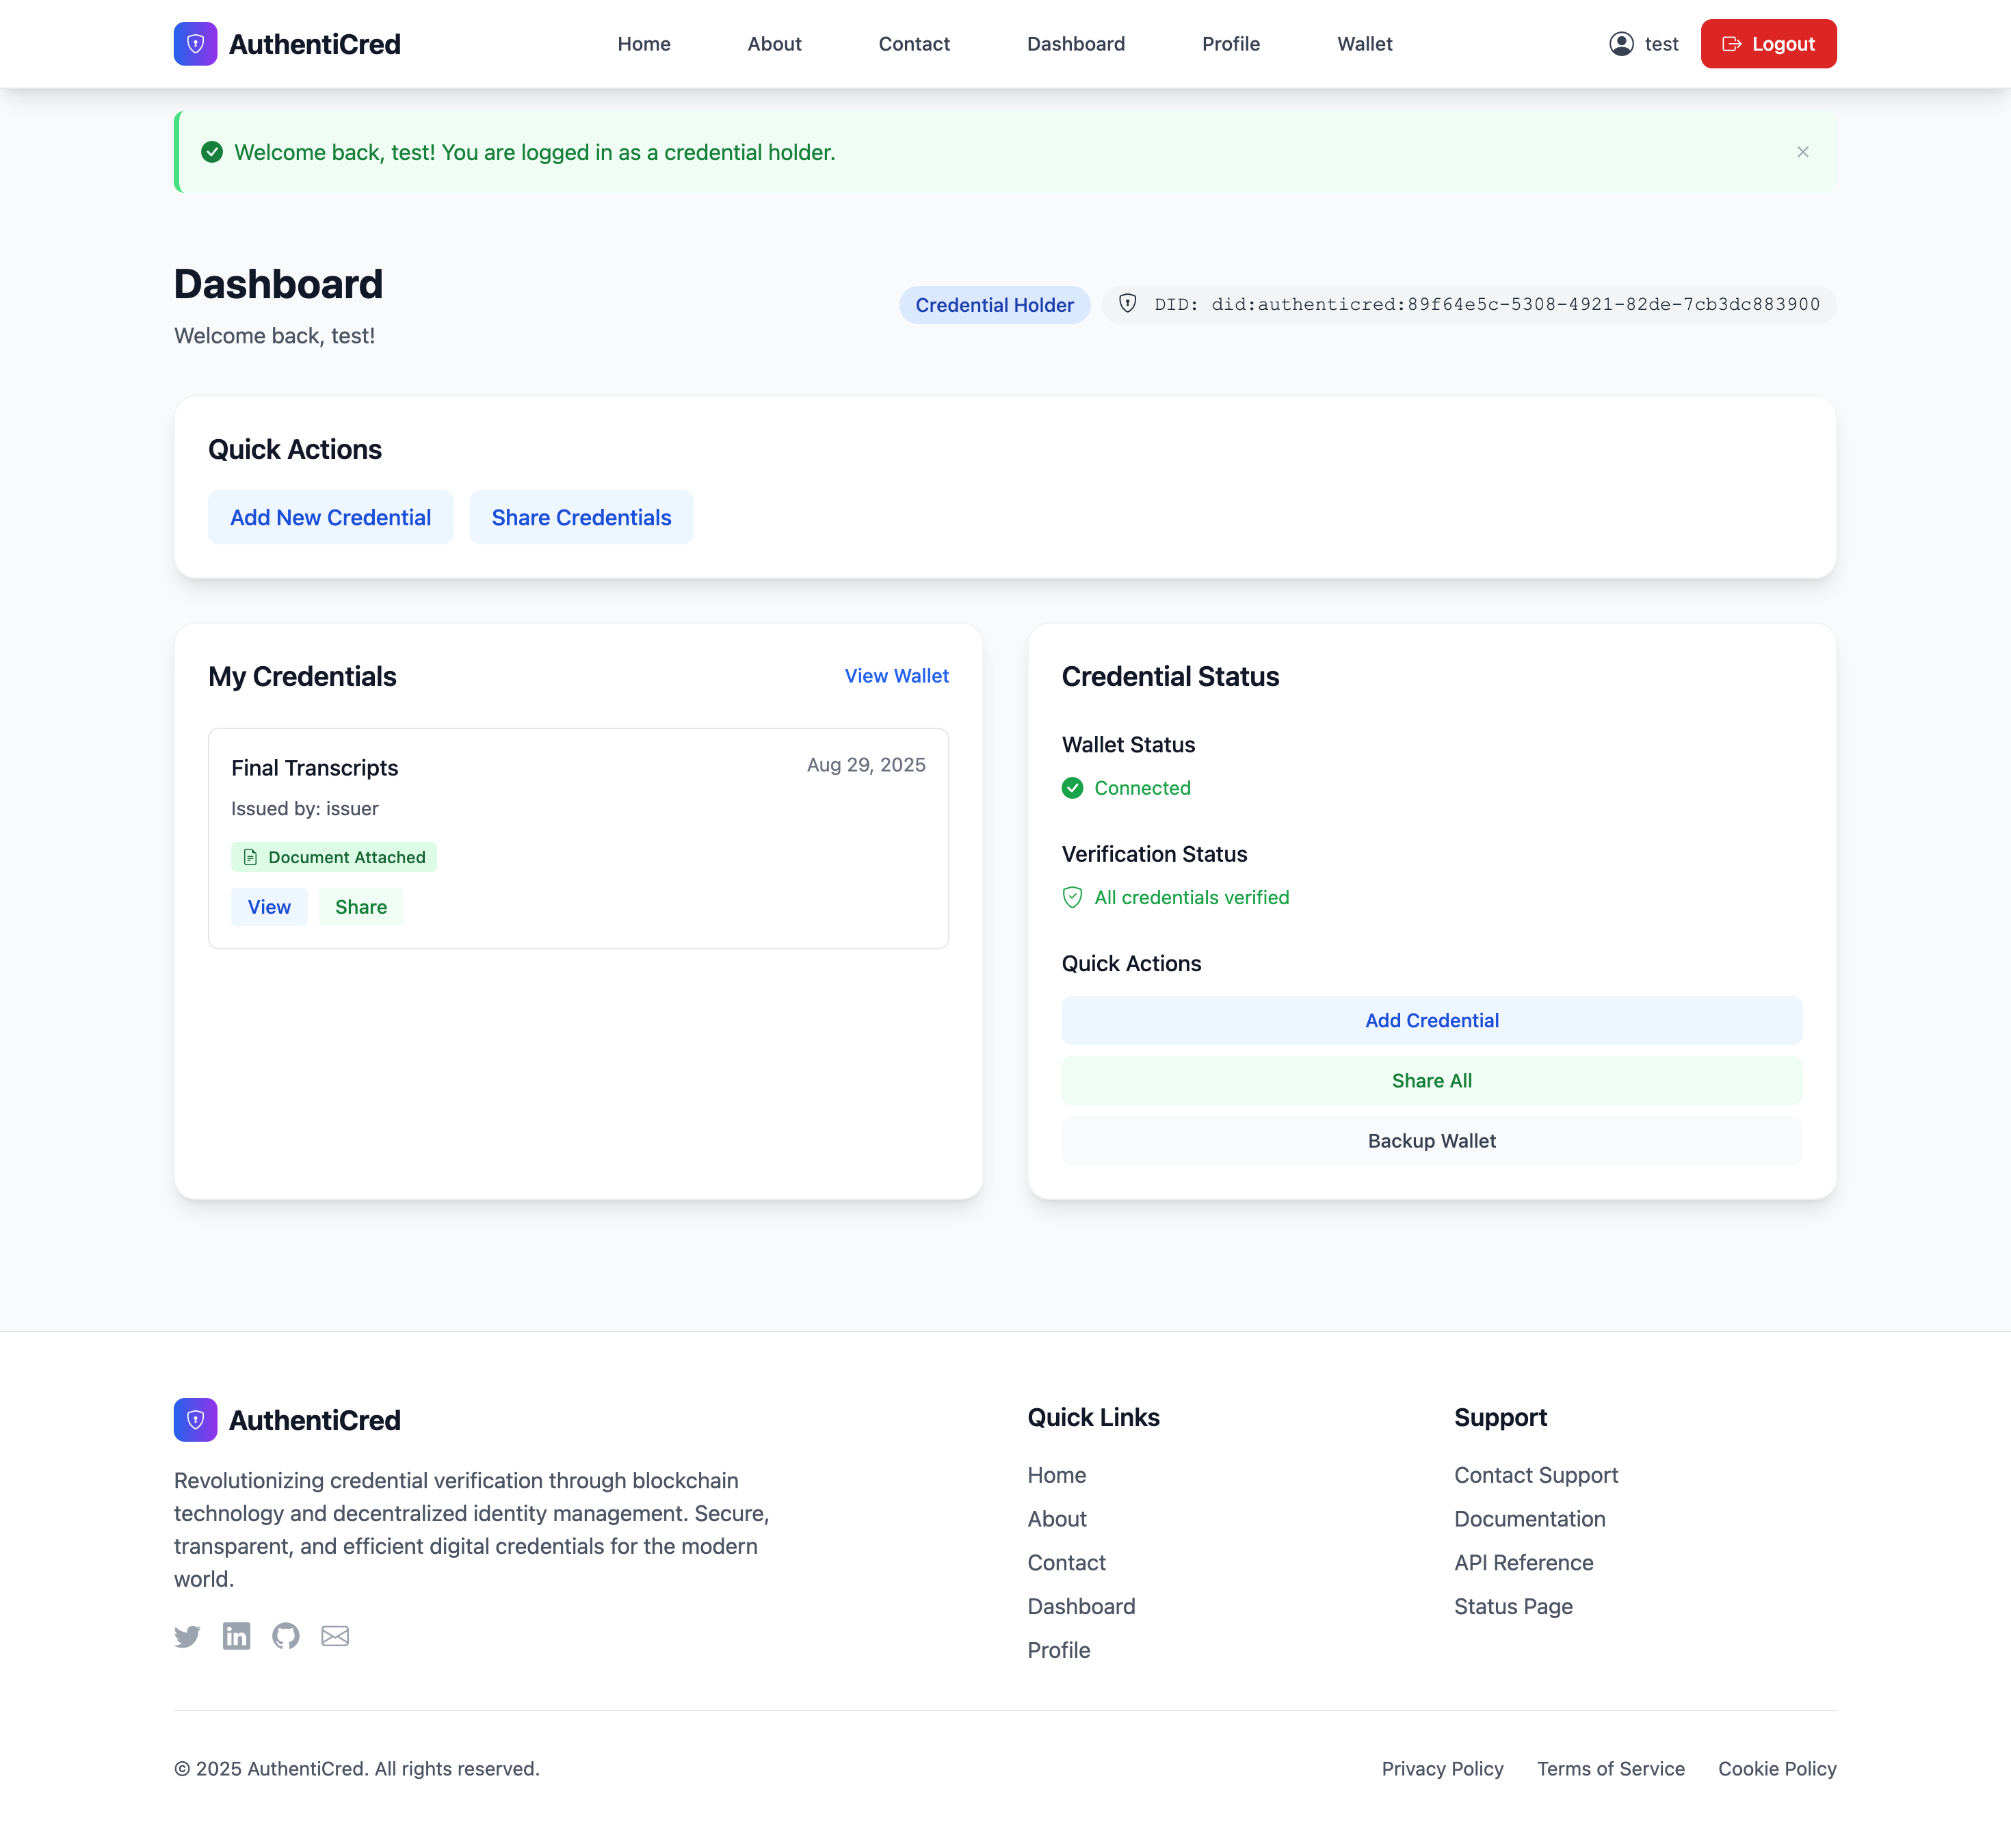 AuthentiCred
Home
About
Contact
Dashboard
Profile
Wallet
test
Logout
Welcome back, test! You are logged in as a credential holder.
Dashboard
Welcome back, test!
Credential Holder
DID: did:authenticred:89f64e5c-5308-4921-82de-7cb3dc883900
Quick Actions
Add New Credential
Share Credentials
My Credentials
View Wallet
Final Transcripts
Aug 29, 2025
Issued by: issuer
Document Attached
View
Share
Credential Status
Wallet Status
Connected
Verification Status
All credentials verified
Quick Actions
Add Credential
Share All
Backup Wallet
AuthentiCred
Revolutionizing credential verification through blockchain
technology and decentralized identity management. Secure,
transparent, and efficient digital credentials for the modern
world.
Quick Links
Home
About
Contact
Dashboard
Profile
Support
Contact Support
Documentation
API Reference
Status Page
© 2025 AuthentiCred. All rights reserved.
Privacy Policy
Terms of Service
Cookie Policy